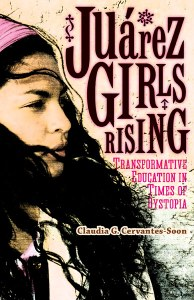 JUÁREZ
GIRLS
RISING
TRANSFORMATIVE
EDUCATION IN
TIMES OF
DYSTOPIA
Claudia G. Cervantes-Soon